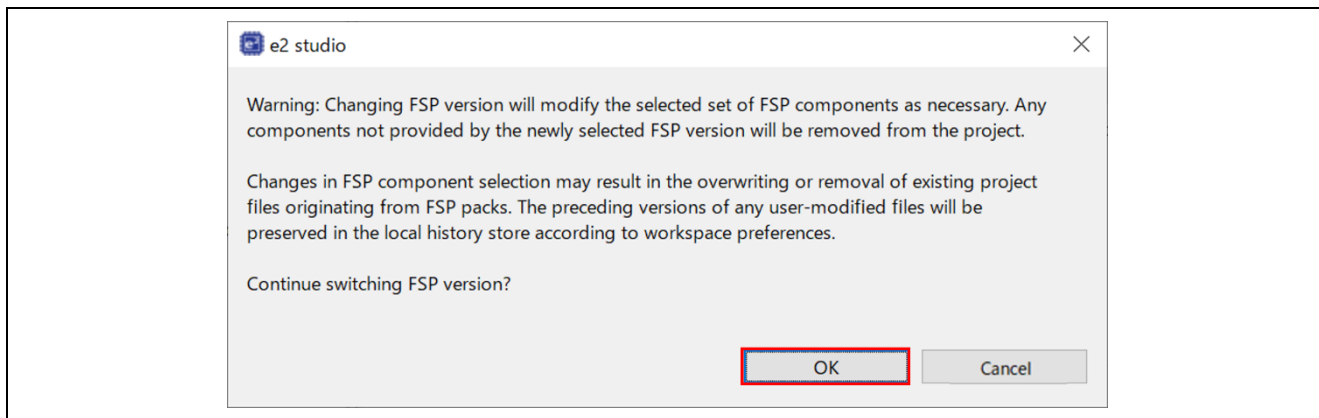 e2 studio
Warning: Changing FSP version will modify the selected set of FSP components as necessary. Any
components not provided by the newly selected FSP version will be removed from the project.
Changes in FSP component selection may result in the overwriting or removal of existing project
files originating from FSP packs. The preceding versions of any user-modified files will be
preserved in the local history store according to workspace preferences.
Continue switching FSP version?
OK
Cancel